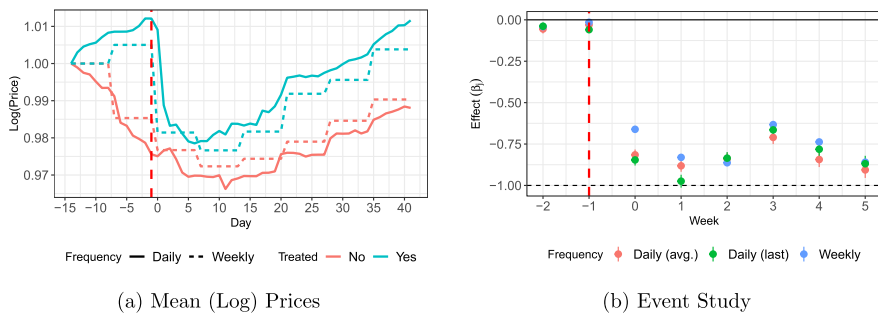 1.01
1.00
0.99
0.98
0.97
Log(Price)
−15 −10 −5 0 5 10 15 20 25 30 35 40
Day
Frequency Daily Weekly Treated No Yes
(a) Mean (Log) Prices
0.00
−0.25
−0.50
−0.75
−1.00
Effect (βj)
−2 −1 0 1 2 3 4 5
Week
Frequency Daily (avg.) Daily (last) Weekly
(b) Event Study